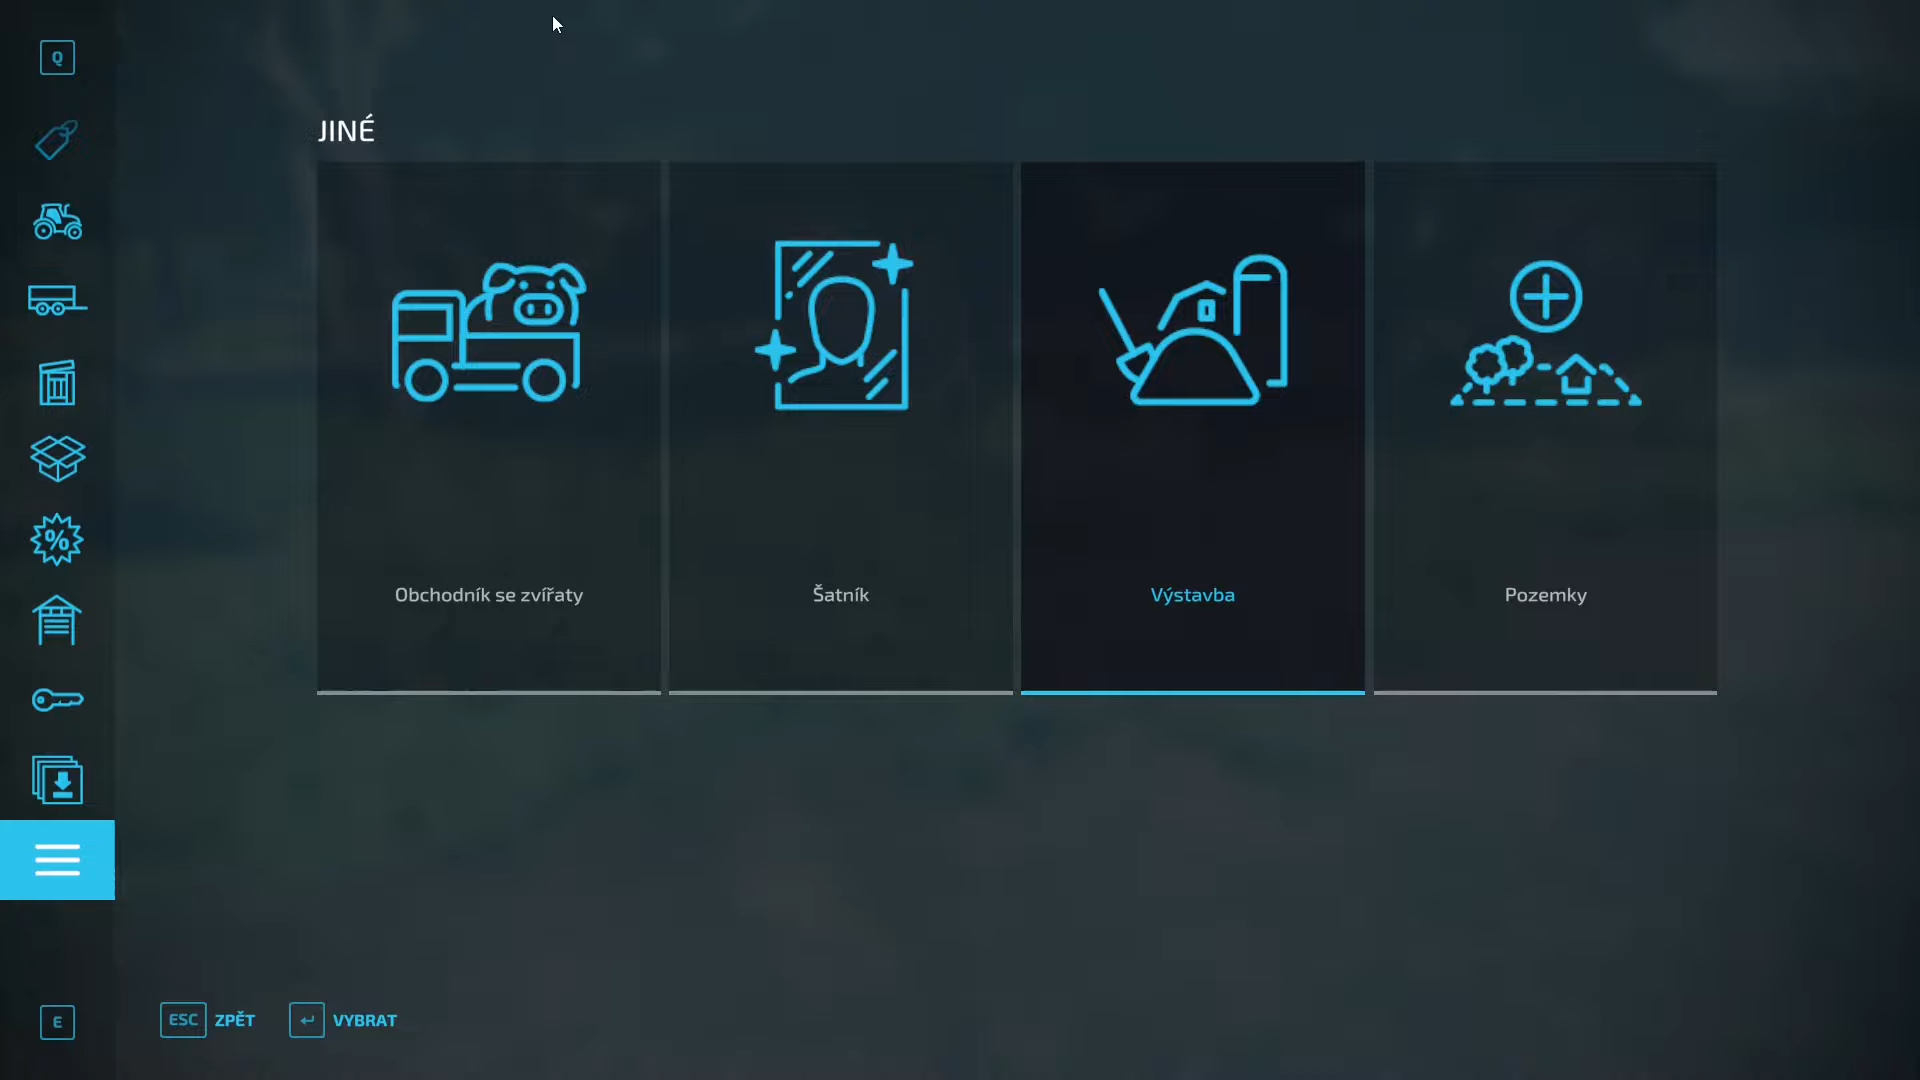 Q
JINÉ
Obchodník se zvířaty
Šatník
Výstavba
Pozemky
%
E
ESC ZPĚT
VYBRAT